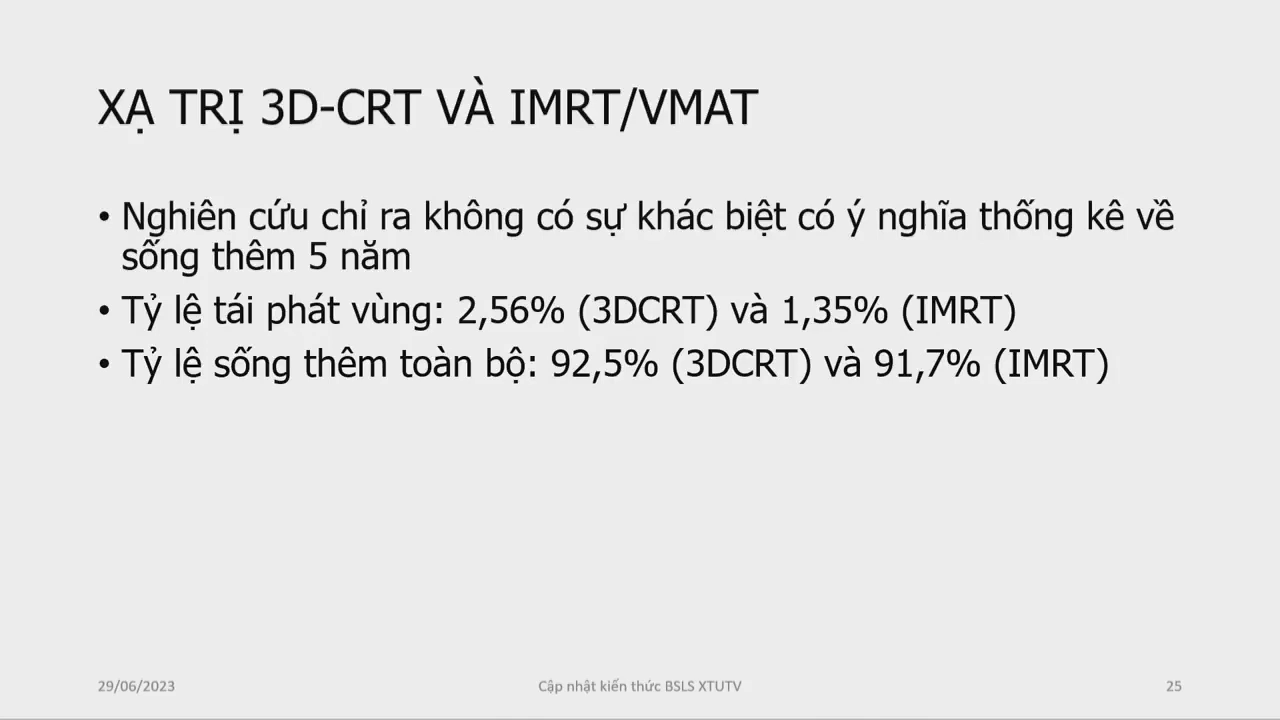 XẠ TRỊ 3D-CRT VÀ IMRT/VMAT
• Nghiên cứu chỉ ra không có sự khác biệt có ý nghĩa thống kê về
sống thêm 5 năm
• Tỷ lệ tái phát vùng: 2,56% (3DCRT) và 1,35% (IMRT)
• Tỷ lệ sống thêm toàn bộ: 92,5% (3DCRT) và 91,7% (IMRT)
29/06/2023
Cập nhật kiến thức BSLS XTUTV
25